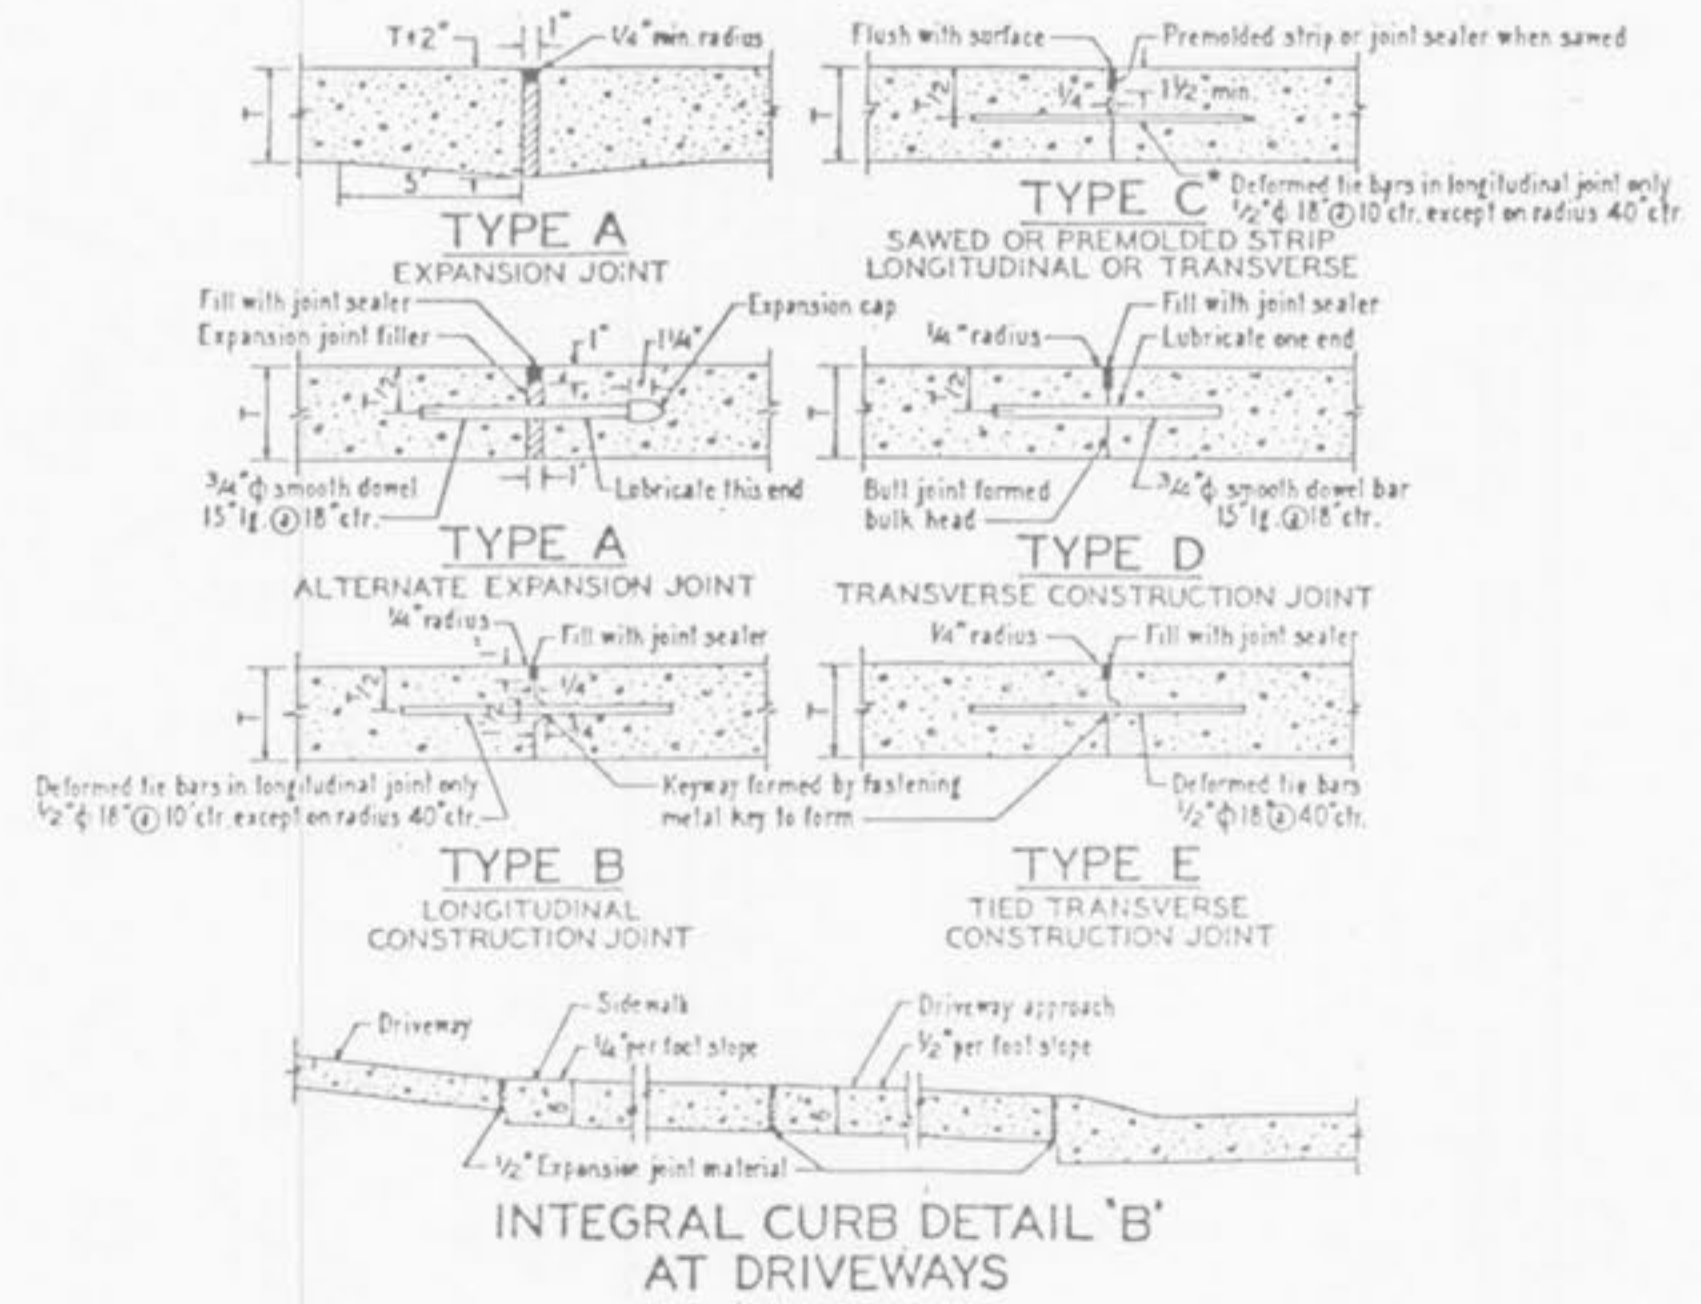 T+2"
1"
1/4" min. radius
T
5'
TYPE A
EXPANSION JOINT
Flush with surface
Premolded strip or joint sealer when sawed
T
T/2
1/4"
1 1/2" min.
TYPE C*
Deformed tie bars in longitudinal joint only
1/2" ϕ 18" @ 10' ctr. except on radius 40" ctr.
SAWED OR PREMOLDED STRIP
LONGITUDINAL OR TRANSVERSE
Fill with joint sealer
Expansion joint filler
1"
1 1/4"
Expansion cap
T
T/2
1"
3/4" ϕ smooth dowel
15" lg. @ 18" ctr.
Lubricate this end
TYPE A
ALTERNATE EXPANSION JOINT
Fill with joint sealer
1/4" radius
Lubricate one end
T
T/2
Butt joint formed
bulk head
3/4" ϕ smooth dowel bar
15" lg. @ 18" ctr.
TYPE D
TRANSVERSE CONSTRUCTION JOINT
1/4" radius
Fill with joint sealer
T
T/2
1/4"
Deformed tie bars in longitudinal joint only
1/2" ϕ 18" @ 10' ctr. except on radius 40" ctr.
Keyway formed by fastening
metal key to form
TYPE B
LONGITUDINAL
CONSTRUCTION JOINT
1/4" radius
Fill with joint sealer
T
Deformed tie bars
1/2" ϕ 18" @ 40" ctr.
TYPE E
TIED TRANSVERSE
CONSTRUCTION JOINT
Driveway
Sidewalk
1/4" per foot slope
Driveway approach
1/2" per foot slope
6"
6"
1/2" Expansion joint material
INTEGRAL CURB DETAIL 'B'
AT DRIVEWAYS